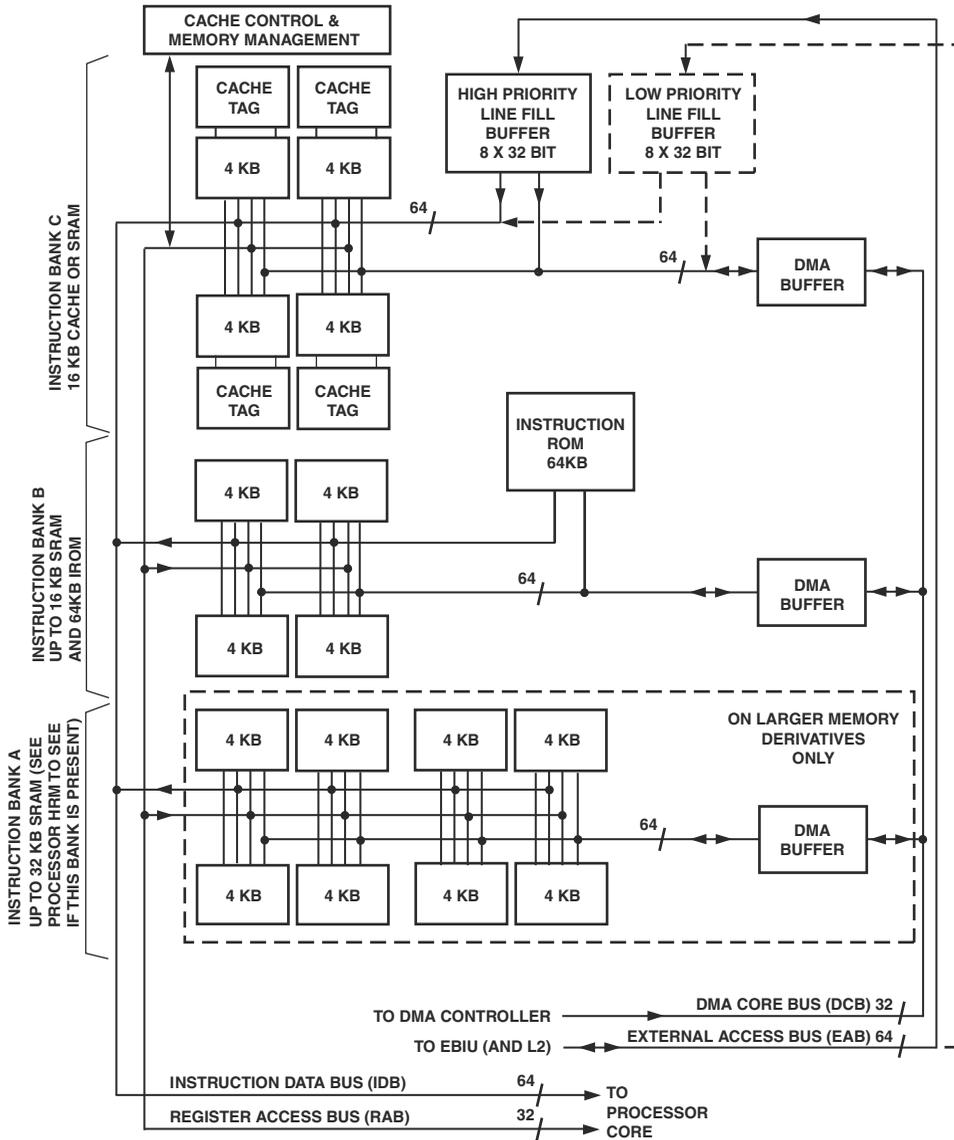 CACHE CONTROL &
MEMORY MANAGEMENT
INSTRUCTION BANK C
16 KB CACHE OR SRAM
CACHE
TAG
CACHE
TAG
4 KB
4 KB
HIGH PRIORITY
LINE FILL
BUFFER
8 X 32 BIT
LOW PRIORITY
LINE FILL
BUFFER
8 X 32 BIT
64
64
DMA
BUFFER
4 KB
4 KB
CACHE
TAG
CACHE
TAG
INSTRUCTION BANK B
UP TO 16 KB SRAM
AND 64KB IROM
INSTRUCTION
ROM
64KB
4 KB
4 KB
64
DMA
BUFFER
4 KB
4 KB
INSTRUCTION BANK A
UP TO 32 KB SRAM (SEE
PROCESSOR HRM TO SEE
IF THIS BANK IS PRESENT)
4 KB
4 KB
4 KB
4 KB
ON LARGER MEMORY
DERIVATIVES
ONLY
64
DMA
BUFFER
4 KB
4 KB
4 KB
4 KB
TO DMA CONTROLLER
DMA CORE BUS (DCB) 32
TO EBIU (AND L2)
EXTERNAL ACCESS BUS (EAB) 64
INSTRUCTION DATA BUS (IDB)
64
REGISTER ACCESS BUS (RAB)
32
TO
PROCESSOR
CORE